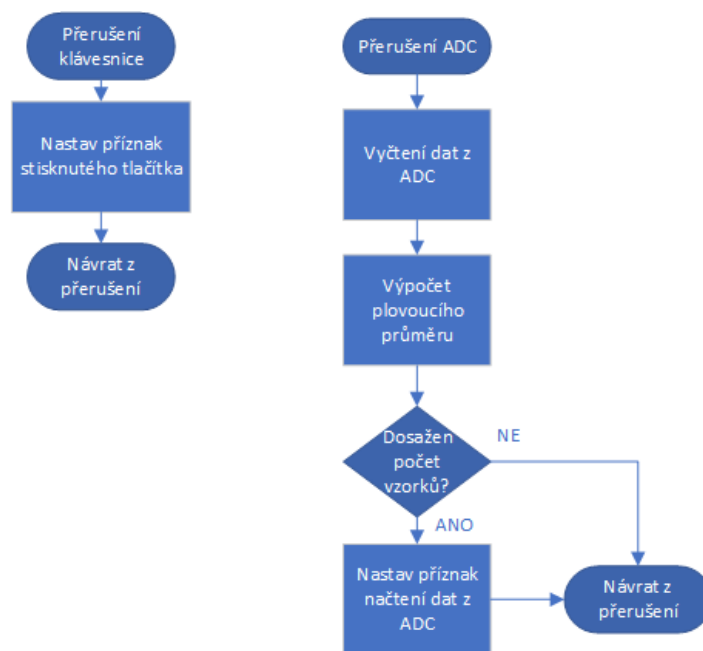 Přerušení
klávesnice
Nastav příznak
stisknutého tlačítka
Návrat z
přerušení
Přerušení ADC
Vyčtení dat z
ADC
Výpočet
plovoucího
průměru
Dosažen
počet
vzorků?
NE
ANO
Nastav příznak
načtení dat z
ADC
Návrat z
přerušení